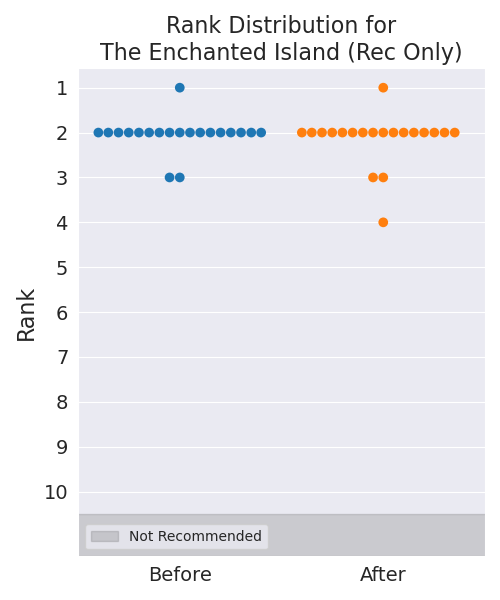 Rank Distribution for
The Enchanted Island (Rec Only)
Rank
1
2
3
4
5
6
7
8
9
10
Not Recommended
Before After